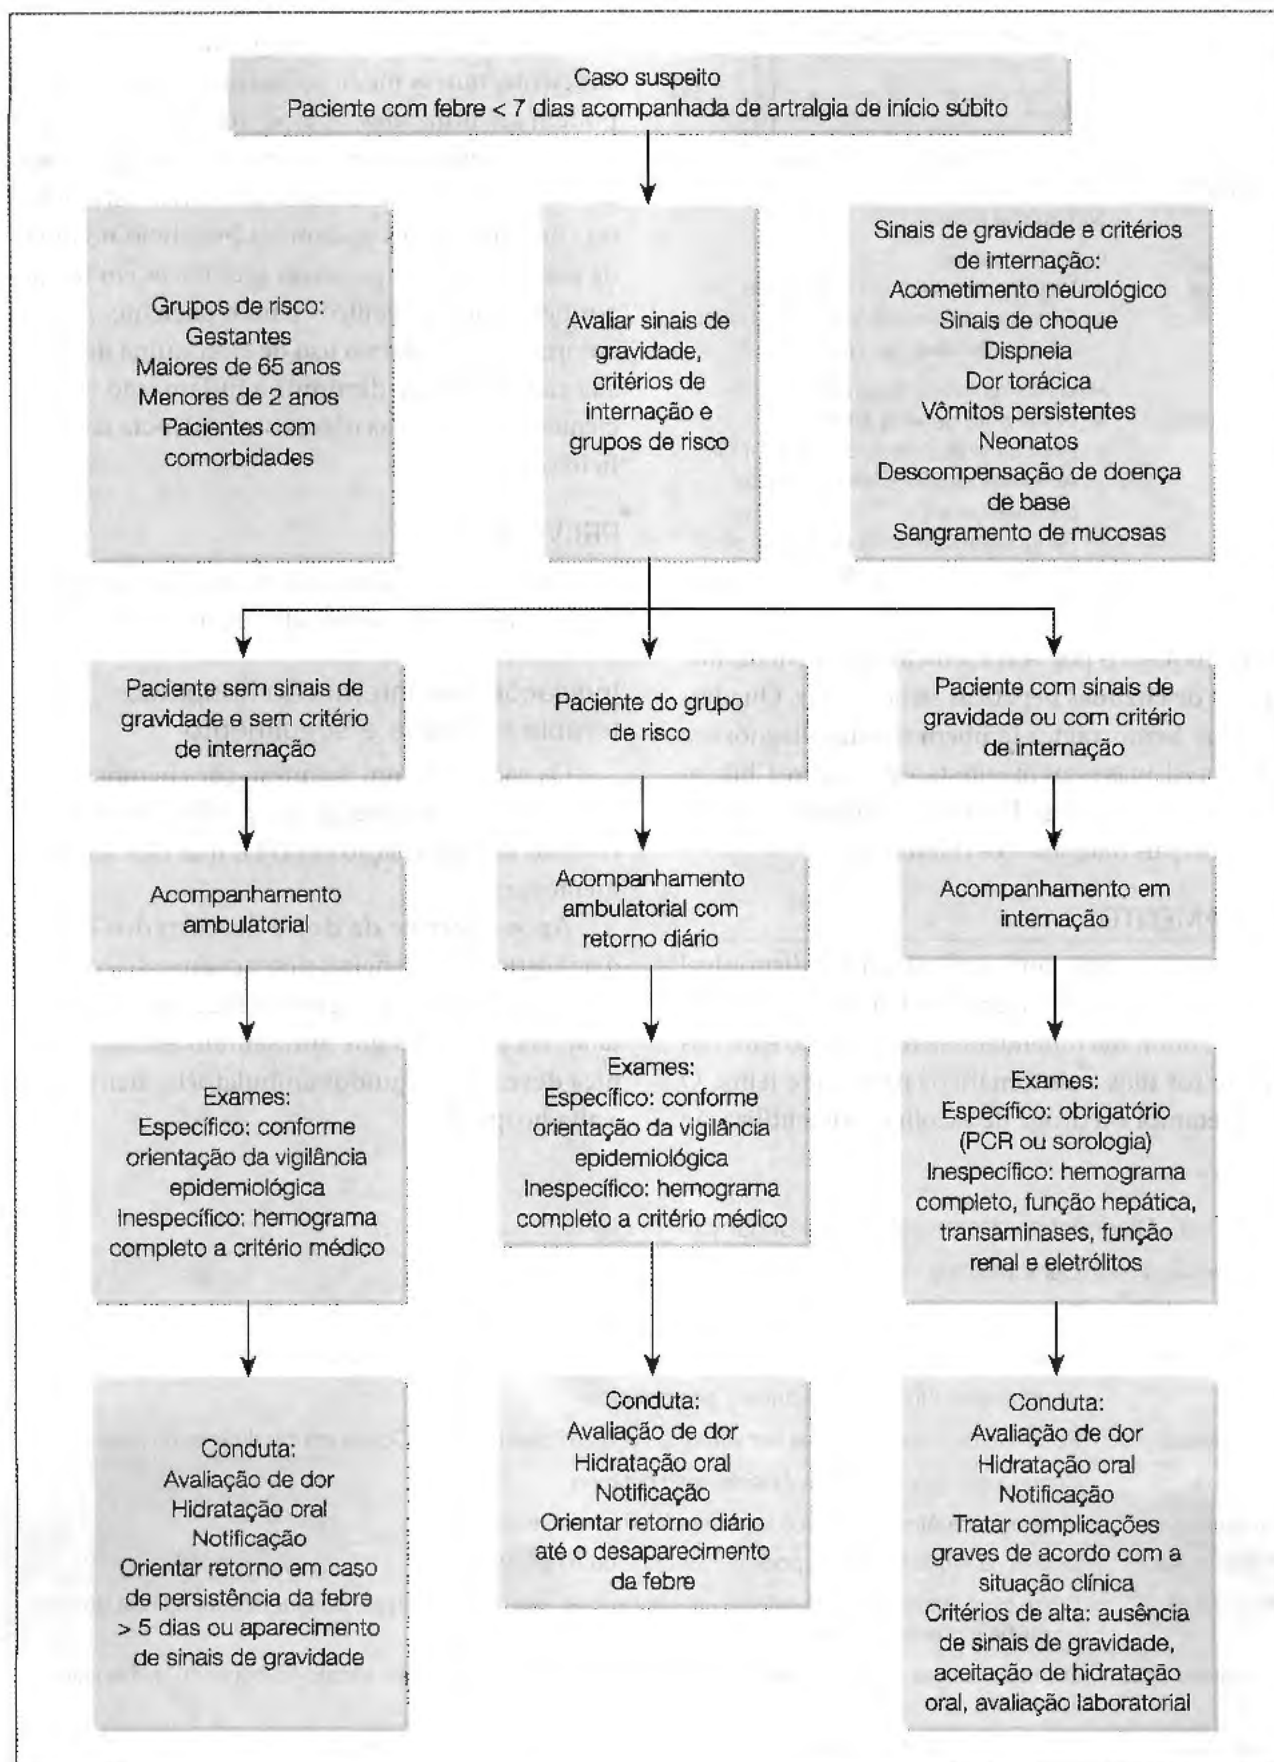 Caso suspeito
Paciente com febre < 7 dias acompanhada de artralgia de início súbito
Grupos de risco:
Gestantes
Maiores de 65 anos
Menores de 2 anos
Pacientes com
comorbidades
Avaliar sinais de
gravidade,
critérios de
internação e
grupos de risco
Sinais de gravidade e critérios
de internação:
Acometimento neurológico
Sinais de choque
Dispneia
Dor torácica
Vômitos persistentes
Neonatos
Descompensação de doença
de base
Sangramento de mucosas
Paciente sem sinais de
gravidade e sem critério
de internação
Paciente do grupo
de risco
Paciente com sinais de
gravidade ou com critério
de internação
Acompanhamento
ambulatorial
Acompanhamento
ambulatorial com
retorno diário
Acompanhamento em
internação
Exames:
Específico: conforme
orientação da vigilância
epidemiológica
Inespecífico: hemograma
completo a critério médico
Exames:
Específico: conforme
orientação da vigilância
epidemiológica
Inespecífico: hemograma
completo a critério médico
Exames:
Específico: obrigatório
(PCR ou sorologia)
Inespecífico: hemograma
completo, função hepática,
transaminases, função
renal e eletrólitos
Conduta:
Avaliação de dor
Hidratação oral
Notificação
Orientar retorno em caso
de persistência da febre
> 5 dias ou aparecimento
de sinais de gravidade
Conduta:
Avaliação de dor
Hidratação oral
Notificação
Orientar retorno diário
até o desaparecimento
da febre
Conduta:
Avaliação de dor
Hidratação oral
Notificação
Tratar complicações
graves de acordo com a
situação clínica
Critérios de alta: ausência
de sinais de gravidade,
aceitação de hidratação
oral, avaliação laboratorial